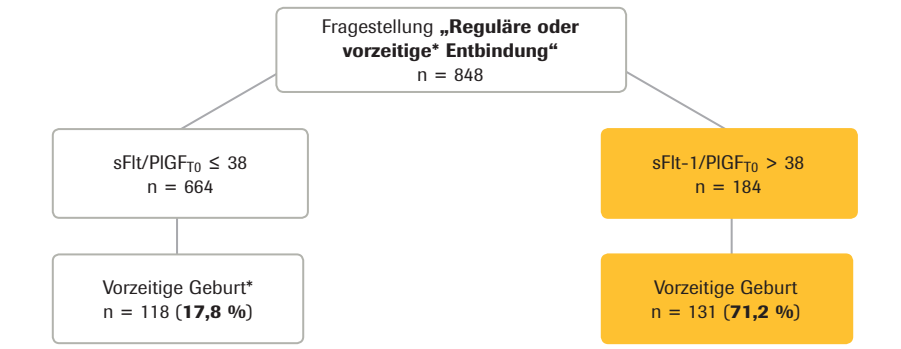 Fragestellung „Reguläre oder
vorzeitige* Entbindung“
n = 848
sFlt/PlGFT0 ≤ 38
n = 664
sFlt-1/PlGFT0 > 38
n = 184
Vorzeitige Geburt*
n = 118 (17,8 %)
Vorzeitige Geburt
n = 131 (71,2 %)